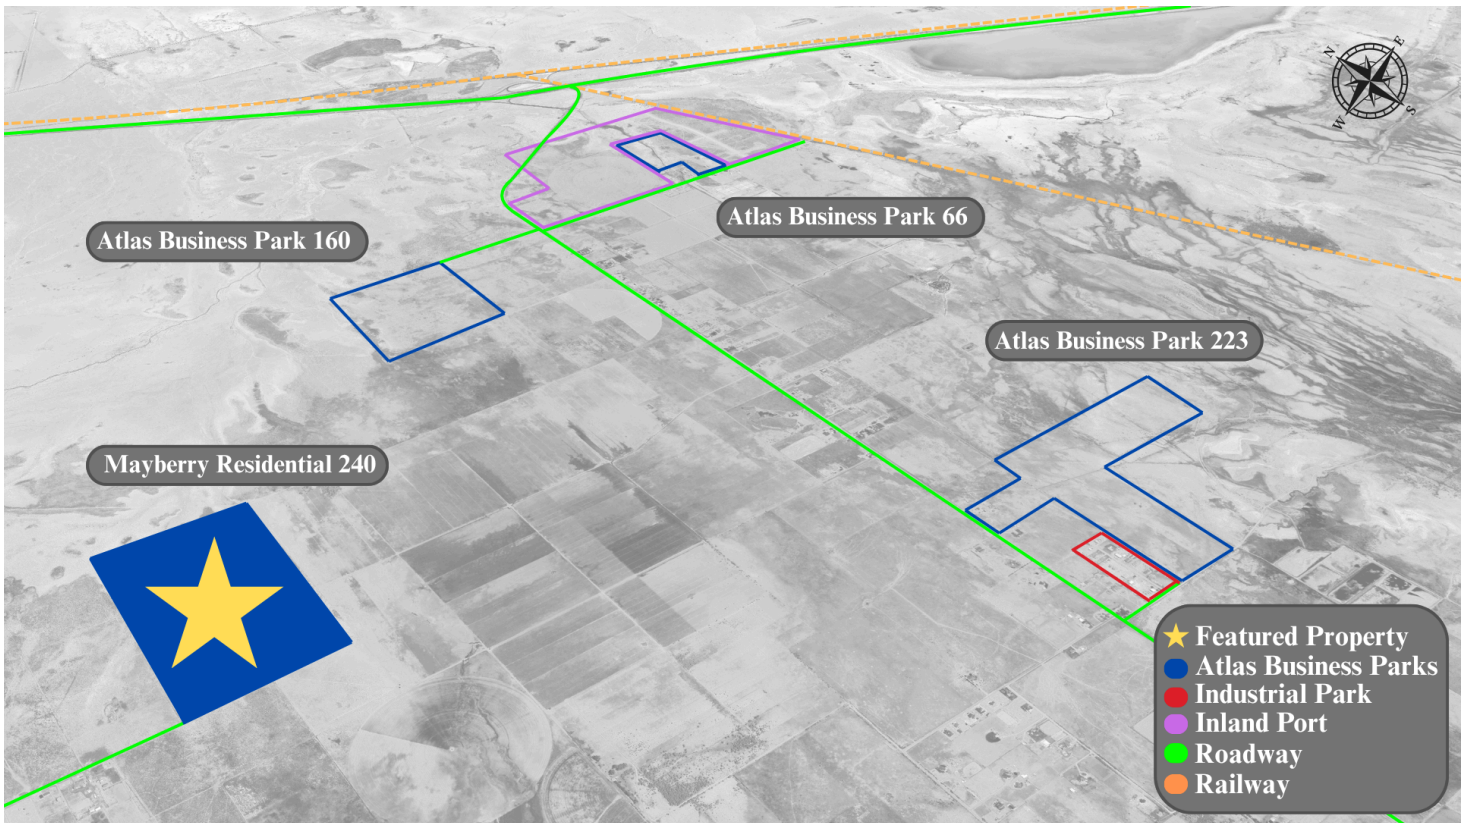 N
E
W
S
Atlas Business Park 66
Atlas Business Park 160
Atlas Business Park 223
Mayberry Residential 240
Featured Property
Atlas Business Parks
Industrial Park
Inland Port
Roadway
Railway